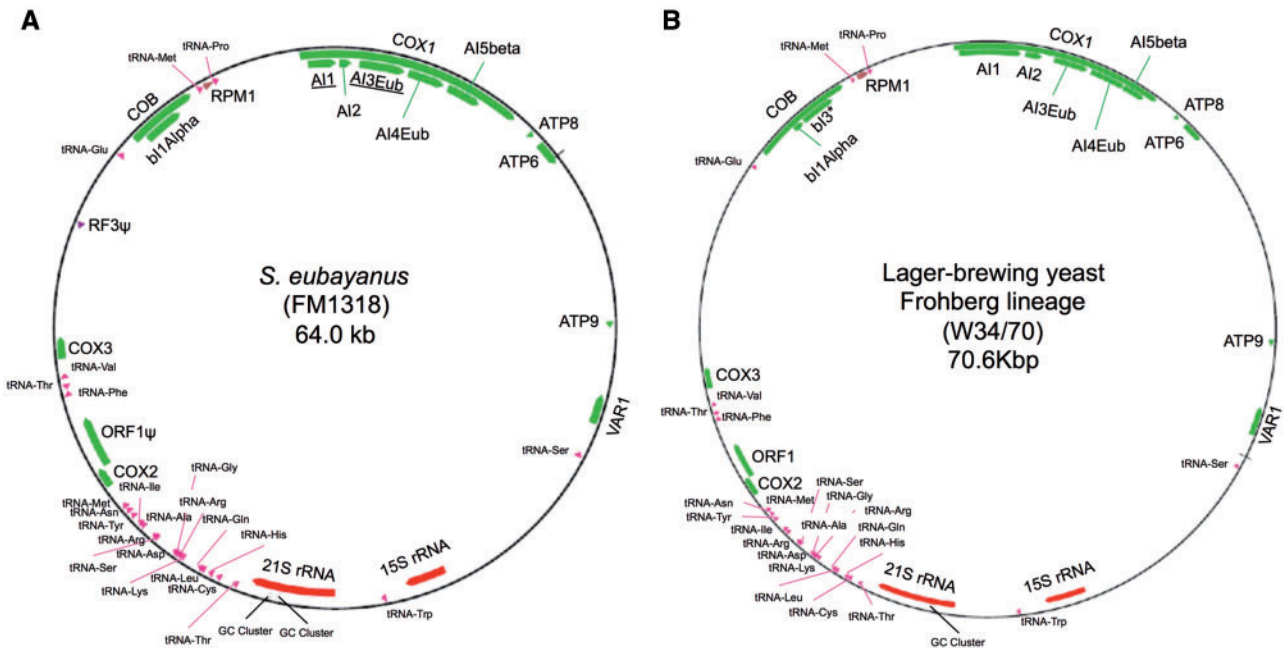 A
tRNA-Pro
tRNA-Met
RPM1
COB
bI1Alpha
tRNA-Glu
RF3ψ
COX1
AI5beta
AI1
AI3Eub
AI2
AI4Eub
ATP8
ATP6
S. eubayanus
(FM1318)
64.0 kb
ATP9
VAR1
tRNA-Ser
COX3
tRNA-Val
tRNA-Thr
tRNA-Phe
ORF1ψ
COX2
tRNA-Ile
tRNA-Gly
tRNA-Met
tRNA-Asn
tRNA-Ala
tRNA-Arg
tRNA-Tyr
tRNA-Gln
tRNA-Arg
tRNA-His
tRNA-Asp
tRNA-Ser
tRNA-Leu
tRNA-Lys
tRNA-Cys
21S rRNA
15S rRNA
tRNA-Trp
GC Cluster
GC Cluster
tRNA-Thr
B
tRNA-Pro
tRNA-Met
RPM1
COB
bI3*
bI1Alpha
tRNA-Glu
COX1
AI5beta
AI1
AI2
AI3Eub
AI4Eub
ATP8
ATP6
Lager-brewing yeast
Frohberg lineage
(W34/70)
70.6Kbp
ATP9
VAR1
tRNA-Ser
COX3
tRNA-Val
tRNA-Thr
tRNA-Phe
ORF1
COX2
tRNA-Ser
tRNA-Met
tRNA-Gly
tRNA-Asn
tRNA-Arg
tRNA-Tyr
tRNA-Ala
tRNA-Gln
tRNA-Ile
tRNA-Arg
tRNA-His
tRNA-Asp
tRNA-Lys
21S rRNA
15S rRNA
tRNA-Leu
tRNA-Cys
tRNA-Thr
tRNA-Trp
GC Cluster